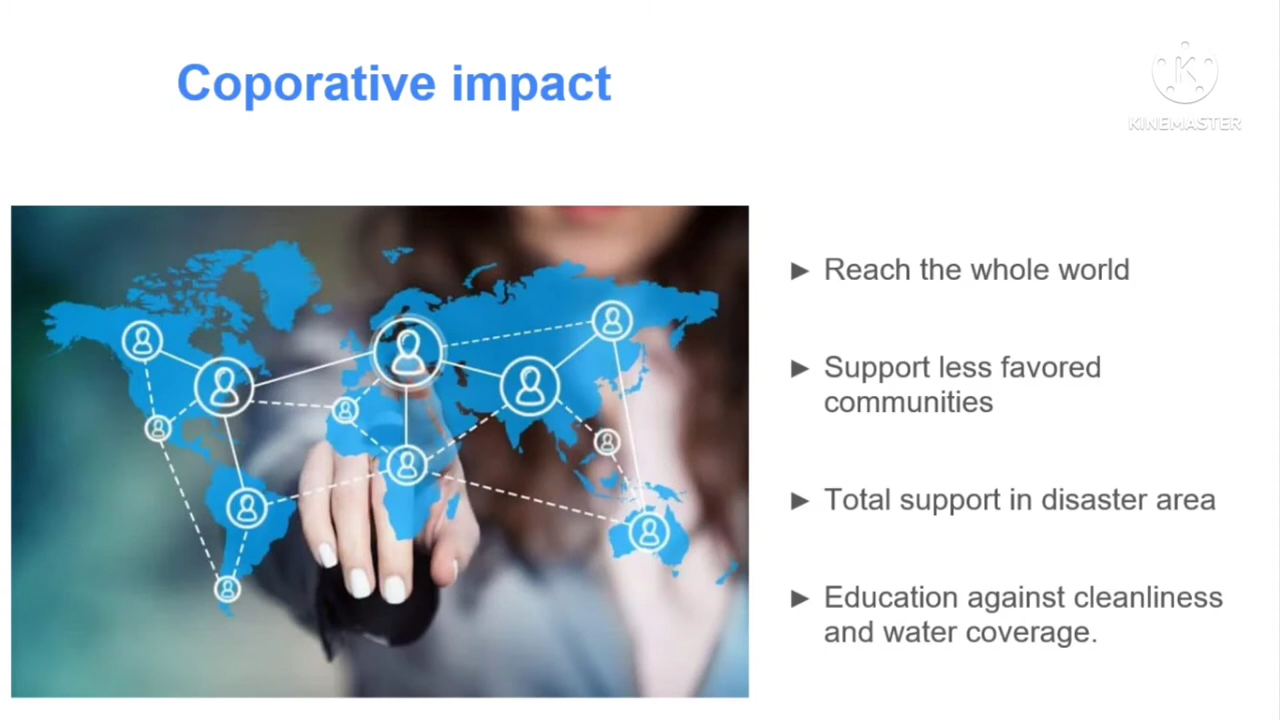 Coporative impact
KINEMASTER
► Reach the whole world
► Support less favored
communities
► Total support in disaster area
► Education against cleanliness
and water coverage.